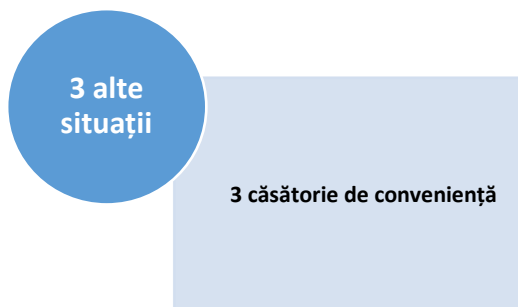 3 alte
situații
3 căsătorie de conveniență